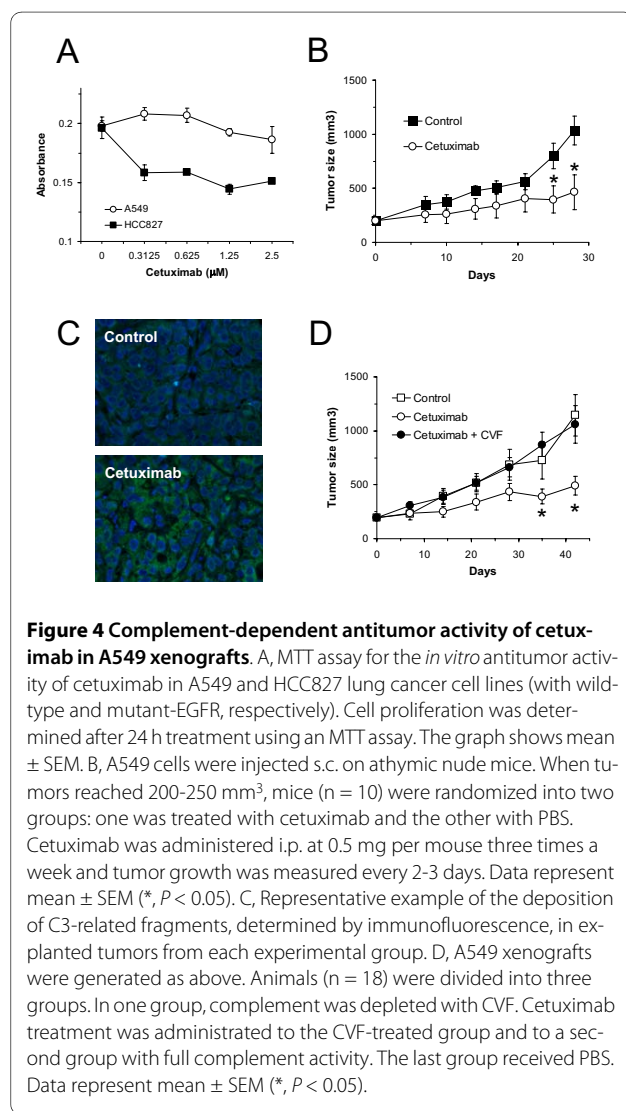 A
Absorbance
0.2
0.15
0.1
A549
HCC827
0
0.3125
0.625
1.25
2.5
Cetuximab (µM)
B
Tumor size (mm3)
1500
1000
500
0
Control
Cetuximab
*
*
0
10
20
30
Days
C
Control
Cetuximab
D
Tumor size (mm3)
1500
1000
500
0
Control
Cetuximab
Cetuximab + CVF
*
*
0
10
20
30
40
Days
Figure 4 Complement-dependent antitumor activity of cetux-
imab in A549 xenografts. A, MTT assay for the in vitro antitumor activ-
ity of cetuximab in A549 and HCC827 lung cancer cell lines (with wild-
type and mutant-EGFR, respectively). Cell proliferation was deter-
mined after 24 h treatment using an MTT assay. The graph shows mean
± SEM. B, A549 cells were injected s.c. on athymic nude mice. When tu-
mors reached 200-250 mm³, mice (n = 10) were randomized into two
groups: one was treated with cetuximab and the other with PBS.
Cetuximab was administered i.p. at 0.5 mg per mouse three times a
week and tumor growth was measured every 2-3 days. Data represent
mean ± SEM (*, P < 0.05). C, Representative example of the deposition
of C3-related fragments, determined by immunofluorescence, in ex-
planted tumors from each experimental group. D, A549 xenografts
were generated as above. Animals (n = 18) were divided into three
groups. In one group, complement was depleted with CVF. Cetuximab
treatment was administrated to the CVF-treated group and to a sec-
ond group with full complement activity. The last group received PBS.
Data represent mean ± SEM (*, P < 0.05).